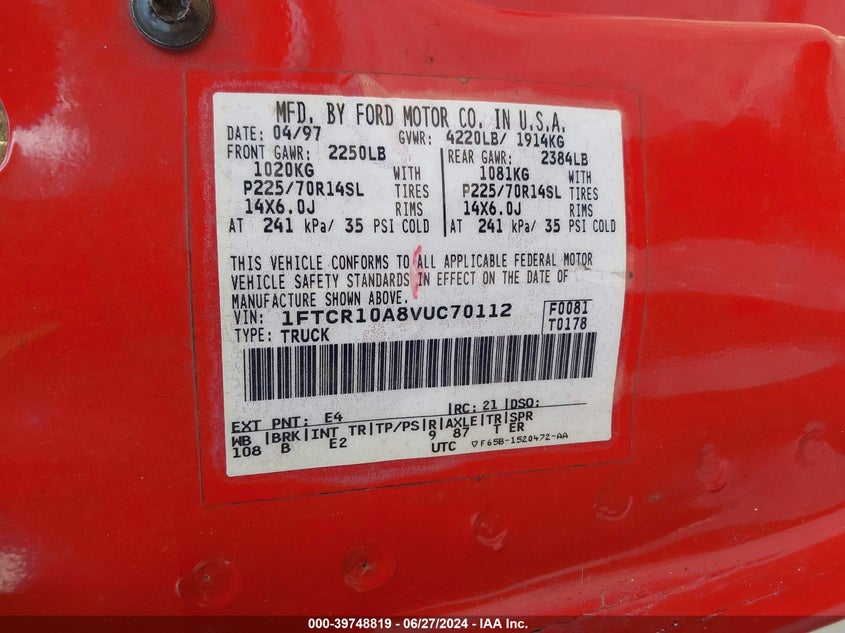 MFD. BY FORD MOTOR CO. IN U.S.A.
DATE: 04/97 GVWR: 4220LB/ 1914KG
FRONT GAWR: 2250LB REAR GAWR: 2384LB
1020KG WITH 1081KG WITH
P225/70R14SL TIRES P225/70R14SL TIRES
14X6.0J RIMS 14X6.0J RIMS
AT 241 kPa/ 35 PSI COLD AT 241 kPa/ 35 PSI COLD
THIS VEHICLE CONFORMS TO ALL APPLICABLE FEDERAL MOTOR
VEHICLE SAFETY STANDARDS IN EFFECT ON THE DATE OF
MANUFACTURE SHOWN ABOVE.
VIN: 1FTCR10A8VUC70112 F0081
TYPE: TRUCK T0178
EXT PNT: E4 |RC: 21 |DSO:
WB |BRK|INT TR|TP/PS|R|AXLE|TR|SPR
108 B E2 9 87 T ER
UTC ▽F65B-1520472-AA
000-39748819 - 06/27/2024 - IAA Inc.